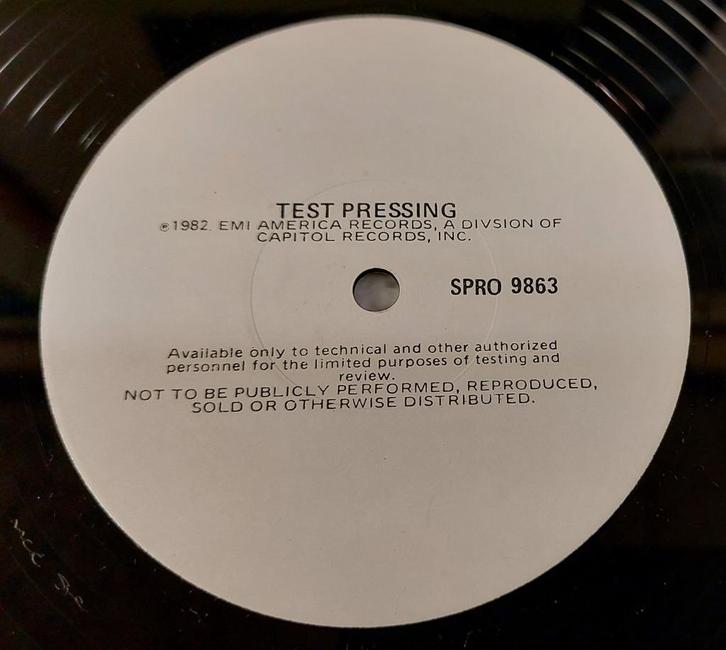 TEST PRESSING
℗1982. EMI AMERICA RECORDS, A DIVSION OF
CAPITOL RECORDS, INC.
SPRO 9863
Available only to technical and other authorized
personnel for the limited purposes of testing and
review.
NOT TO BE PUBLICLY PERFORMED, REPRODUCED,
SOLD OR OTHERWISE DISTRIBUTED.